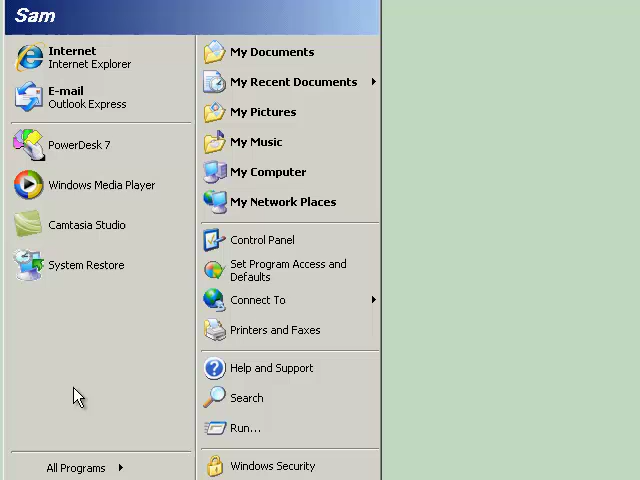 Sam
Internet
Internet Explorer
E-mail
Outlook Express
PowerDesk 7
Windows Media Player
Camtasia Studio
System Restore
All Programs
My Documents
My Recent Documents
My Pictures
My Music
My Computer
My Network Places
Control Panel
Set Program Access and
Defaults
Connect To
Printers and Faxes
Help and Support
Search
Run...
Windows Security